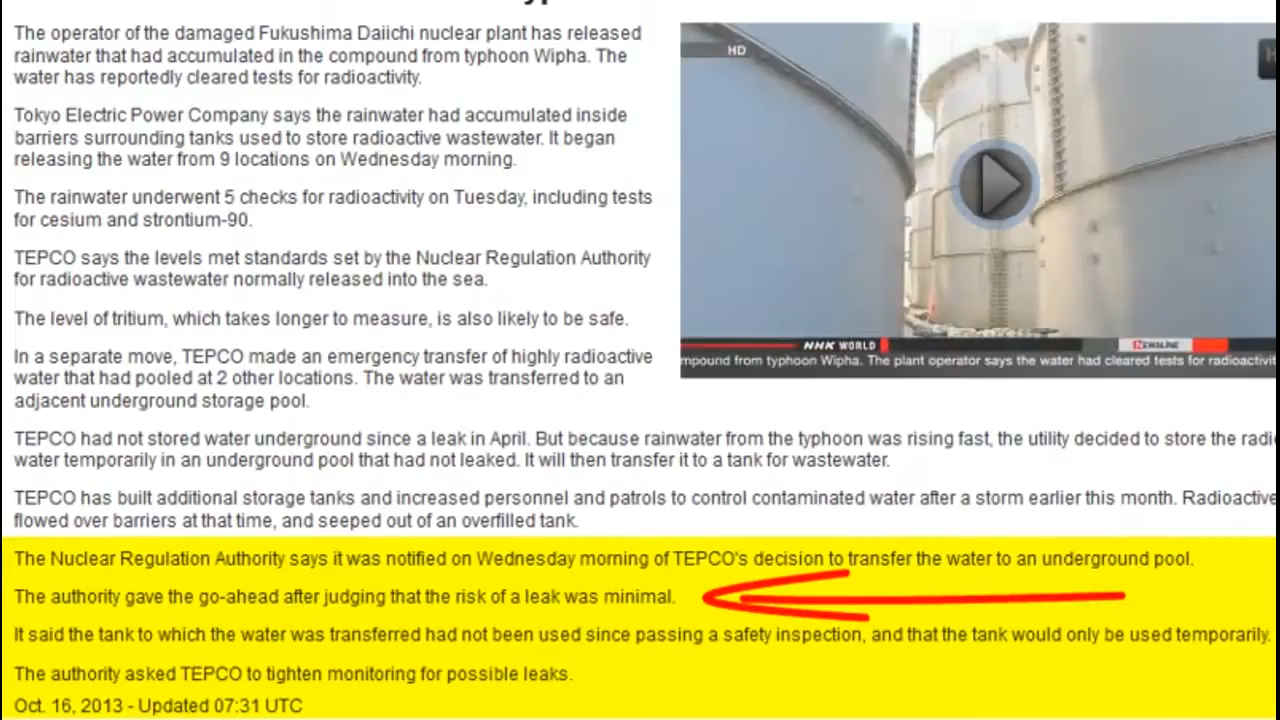 The operator of the damaged Fukushima Daiichi nuclear plant has released
rainwater that had accumulated in the compound from typhoon Wipha. The
water has reportedly cleared tests for radioactivity.
Tokyo Electric Power Company says the rainwater had accumulated inside
barriers surrounding tanks used to store radioactive wastewater. It began
releasing the water from 9 locations on Wednesday morning.
The rainwater underwent 5 checks for radioactivity on Tuesday, including tests
for cesium and strontium-90.
TEPCO says the levels met standards set by the Nuclear Regulation Authority
for radioactive wastewater normally released into the sea.
The level of tritium, which takes longer to measure, is also likely to be safe.
In a separate move, TEPCO made an emergency transfer of highly radioactive
water that had pooled at 2 other locations. The water was transferred to an
adjacent underground storage pool.
HD
NHK WORLD
NEWSLINE
mpound from typhoon Wipha. The plant operator says the water had cleared tests for radioactivit
TEPCO had not stored water underground since a leak in April. But because rainwater from the typhoon was rising fast, the utility decided to store the radi
water temporarily in an underground pool that had not leaked. It will then transfer it to a tank for wastewater.
TEPCO has built additional storage tanks and increased personnel and patrols to control contaminated water after a storm earlier this month. Radioactive
flowed over barriers at that time, and seeped out of an overfilled tank.
The Nuclear Regulation Authority says it was notified on Wednesday morning of TEPCO's decision to transfer the water to an underground pool.
The authority gave the go-ahead after judging that the risk of a leak was minimal.
It said the tank to which the water was transferred had not been used since passing a safety inspection, and that the tank would only be used temporarily.
The authority asked TEPCO to tighten monitoring for possible leaks.
Oct. 16, 2013 - Updated 07:31 UTC